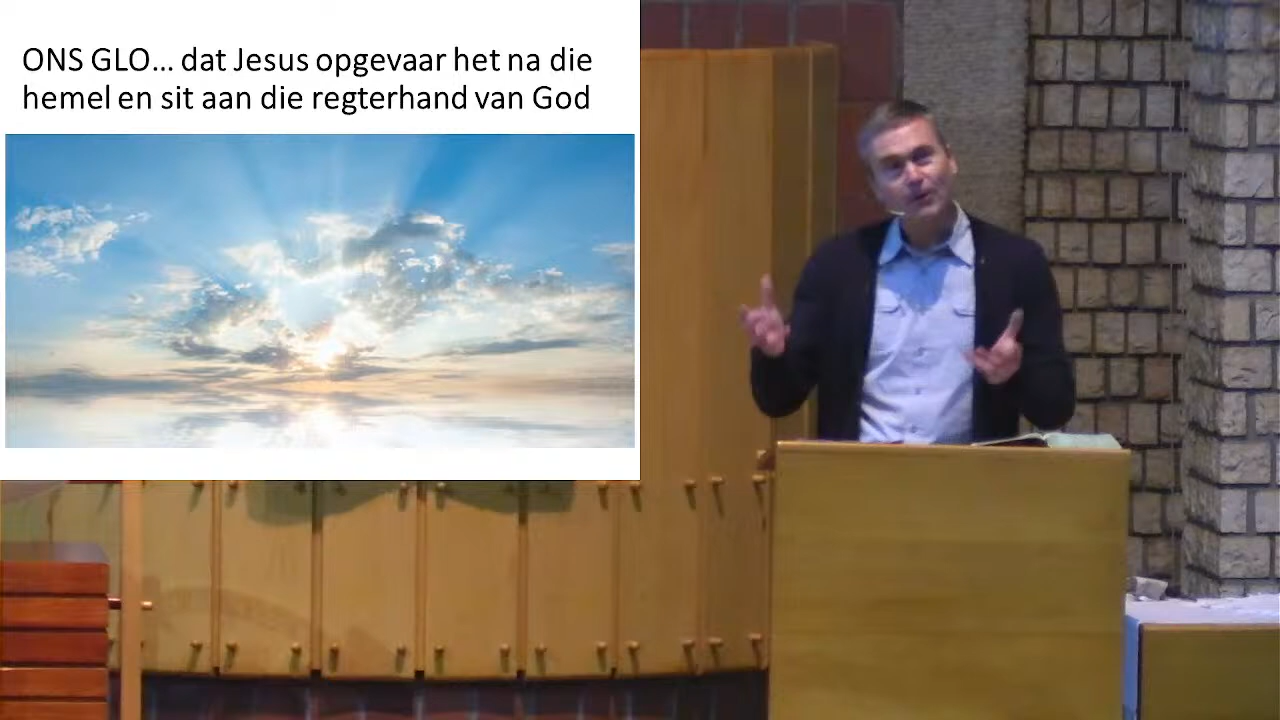 ONS GLO... dat Jesus opgevaar het na die
hemel en sit aan die regterhand van God